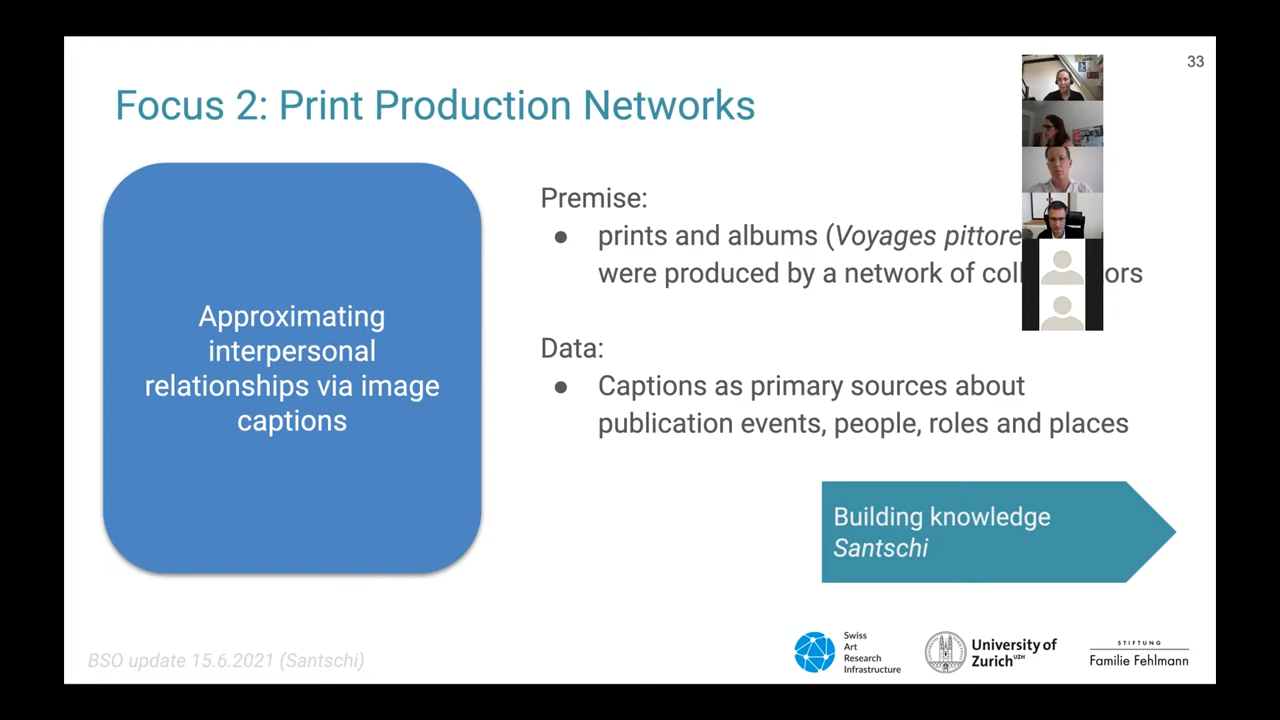 33
Focus 2: Print Production Networks
Approximating
interpersonal
relationships via image
captions
Premise:
● prints and albums (Voyages pittore
were produced by a network of coll ors
Data:
● Captions as primary sources about
publication events, people, roles and places
Building knowledge
Santschi
BSO update 15.6.2021 (Santschi)
Swiss
Art
Research
Infrastructure
University of
Zurich UZH
STIFTUNG
Familie Fehlmann